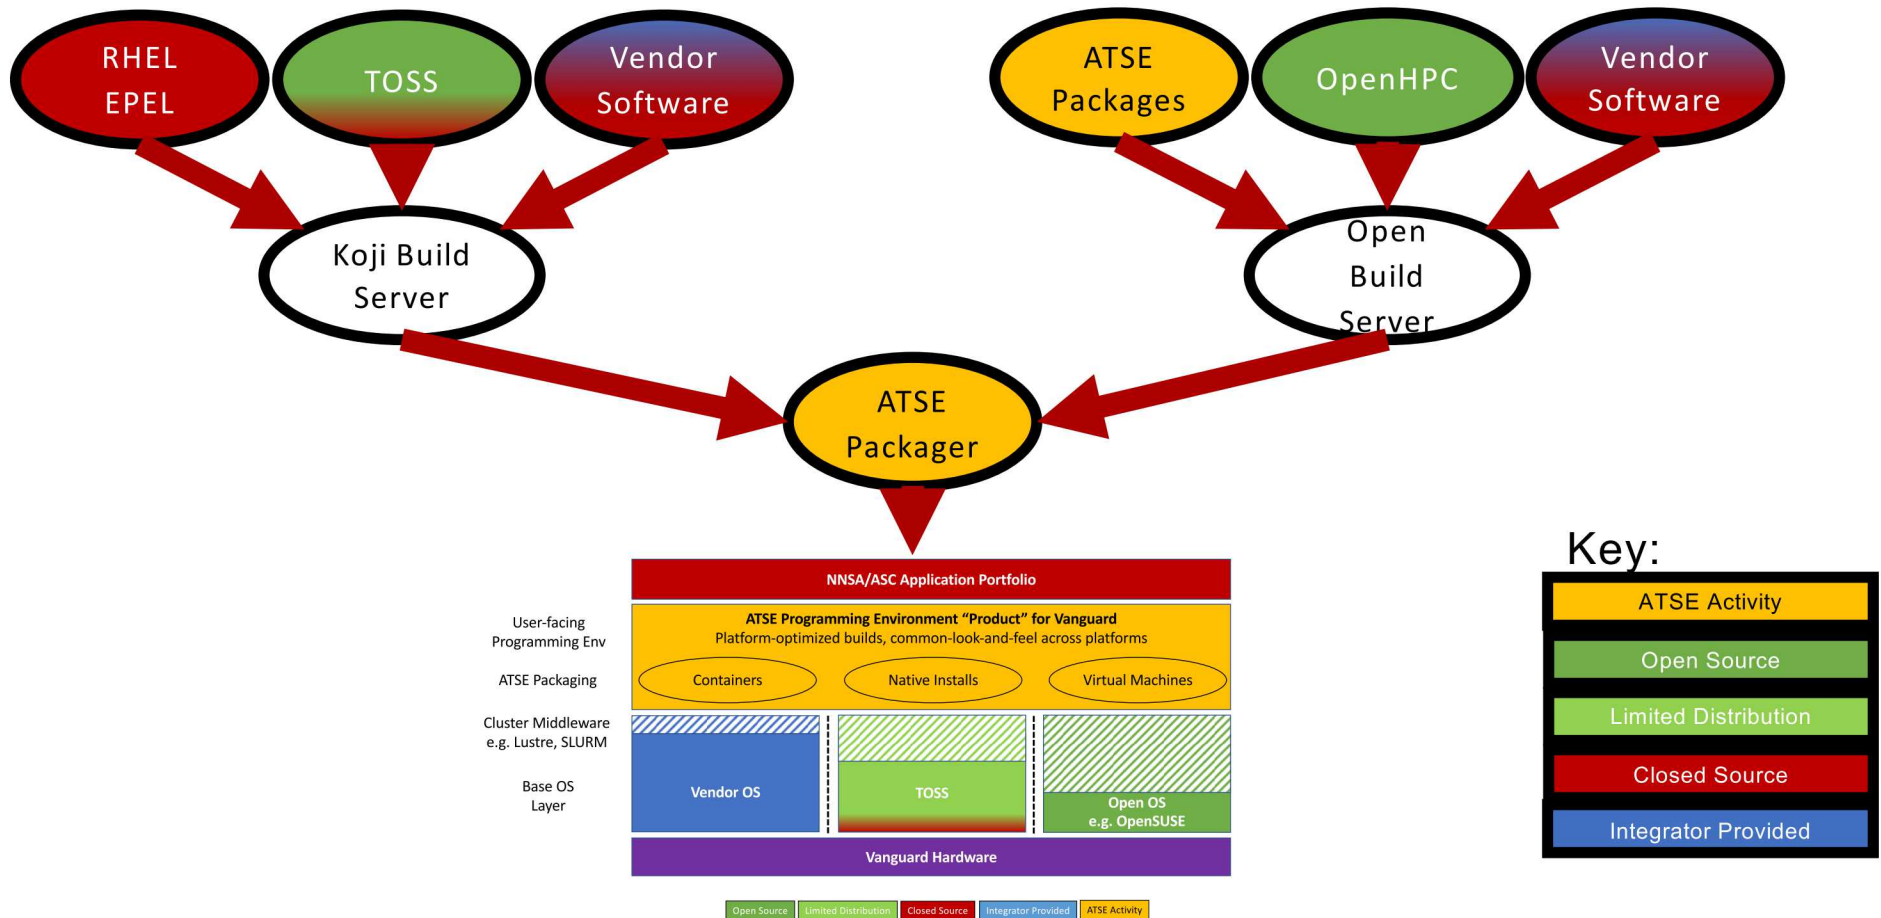 RHEL
EPEL
TOSS
Vendor
Software
ATSE
Packages
OpenHPC
Vendor
Software
Koji Build
Server
Open
Build
Server
ATSE
Packager
NNSA/ASC Application Portfolio
User-facing
Programming Env
ATSE Programming Environment “Product” for Vanguard
Platform-optimized builds, common-look-and-feel across platforms
ATSE Packaging
Containers
Native Installs
Virtual Machines
Cluster Middleware
e.g. Lustre, SLURM
Base OS
Layer
Vendor OS
TOSS
Open OS
e.g. OpenSUSE
Vanguard Hardware
Open Source
Limited Distribution
Closed Source
Integrator Provided
ATSE Activity
Key:
ATSE Activity
Open Source
Limited Distribution
Closed Source
Integrator Provided